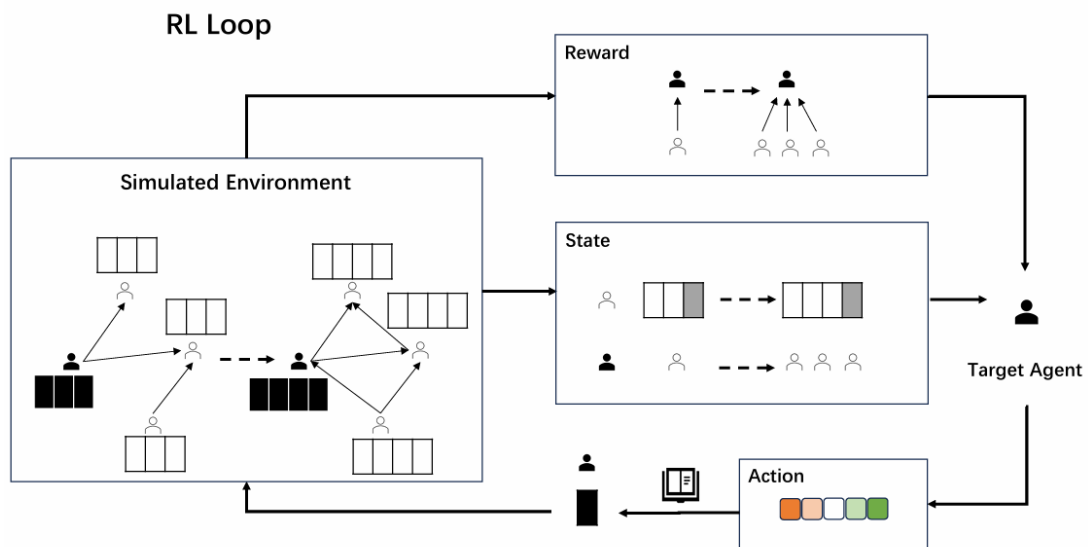 RL Loop
Reward
Simulated Environment
State
Target Agent
Action